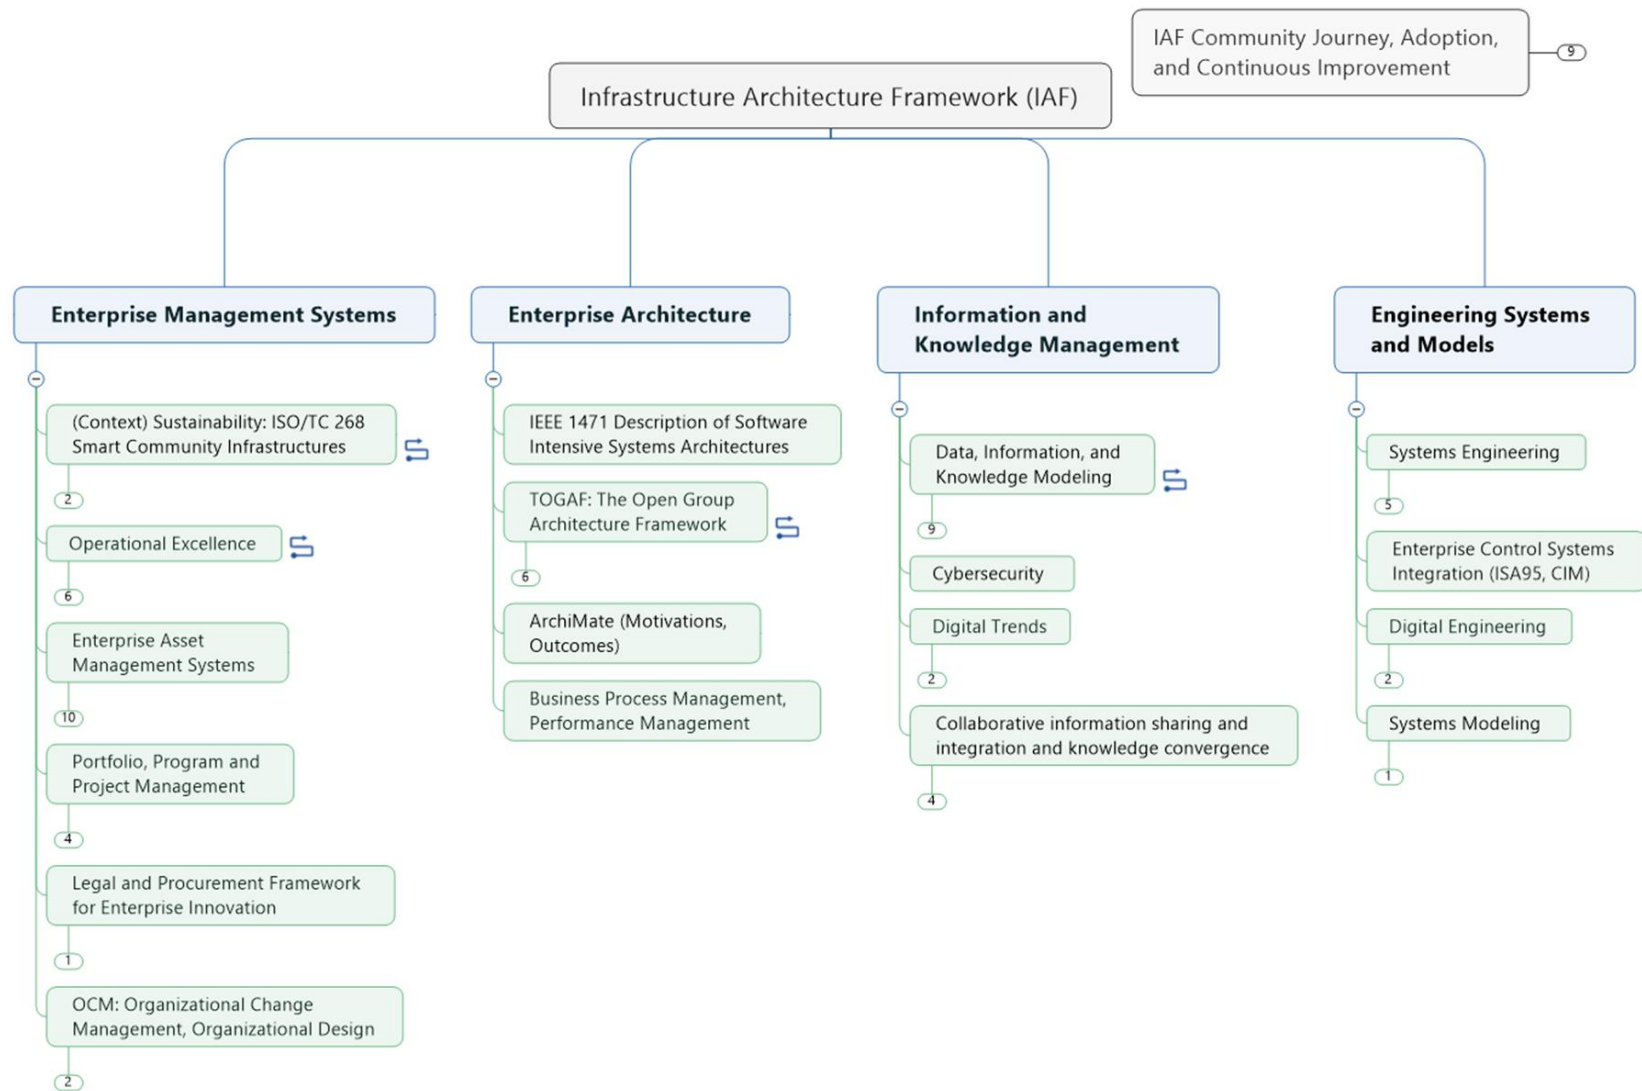 IAF Community Journey, Adoption,
and Continuous Improvement
9
Infrastructure Architecture Framework (IAF)
Enterprise Management Systems
(Context) Sustainability: ISO/TC 268
Smart Community Infrastructures
2
Operational Excellence
6
Enterprise Asset
Management Systems
10
Portfolio, Program and
Project Management
4
Legal and Procurement Framework
for Enterprise Innovation
1
OCM: Organizational Change
Management, Organizational Design
2
Enterprise Architecture
IEEE 1471 Description of Software
Intensive Systems Architectures
TOGAF: The Open Group
Architecture Framework
6
ArchiMate (Motivations,
Outcomes)
Business Process Management,
Performance Management
Information and
Knowledge Management
Data, Information, and
Knowledge Modeling
9
Cybersecurity
Digital Trends
2
Collaborative information sharing and
integration and knowledge convergence
4
Engineering Systems
and Models
Systems Engineering
5
Enterprise Control Systems
Integration (ISA95, CIM)
Digital Engineering
2
Systems Modeling
1